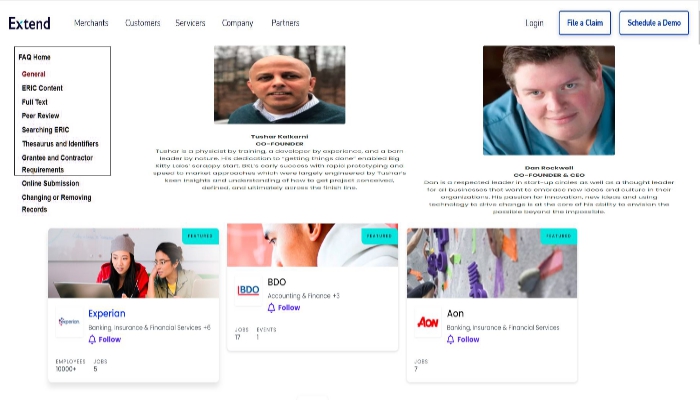 Extend
Merchants
Customers
Servicers
Company
Partners
Login
File a Claim
Schedule a Demo
FAQ Home
General
ERIC Content
Full Text
Peer Review
Searching ERIC
Thesaurus and Identifiers
Grantee and Contractor
Requirements
Online Submission
Changing or Removing
Records
Tushar Kulkarni
CO-FOUNDER
Tushar is a physicist by training, a developer by experience, and a born
leader by nature. His dedication to "getting things done" enabled Big
Kitty Labs' scrappy start. BKL's early success with rapid prototyping and
speed to market approaches which were largely engineered by Tushar's
keen insights and understanding of how to get project conceived,
defined, and ultimately across the finish line.
Dan Rockwell
CO-FOUNDER & CEO
Dan is a respected leader in start-up circles as well as a thought leader
for all businesses that want to embrace new ideas and culture in their
organizations. His passion for innovation, new ideas and using
technology to drive change is at the core of his ability to envision the
possible beyond the impossible.
FEATURED
Experian
Experian
Banking, Insurance & Financial Services +6
Follow
EMPLOYEES JOBS
10000+ 5
FEATURED
BDO
BDO
Accounting & Finance +3
Follow
JOBS EVENTS
17 1
FEATURED
AON
Aon
Banking, Insurance & Financial Services
Follow
JOBS
7